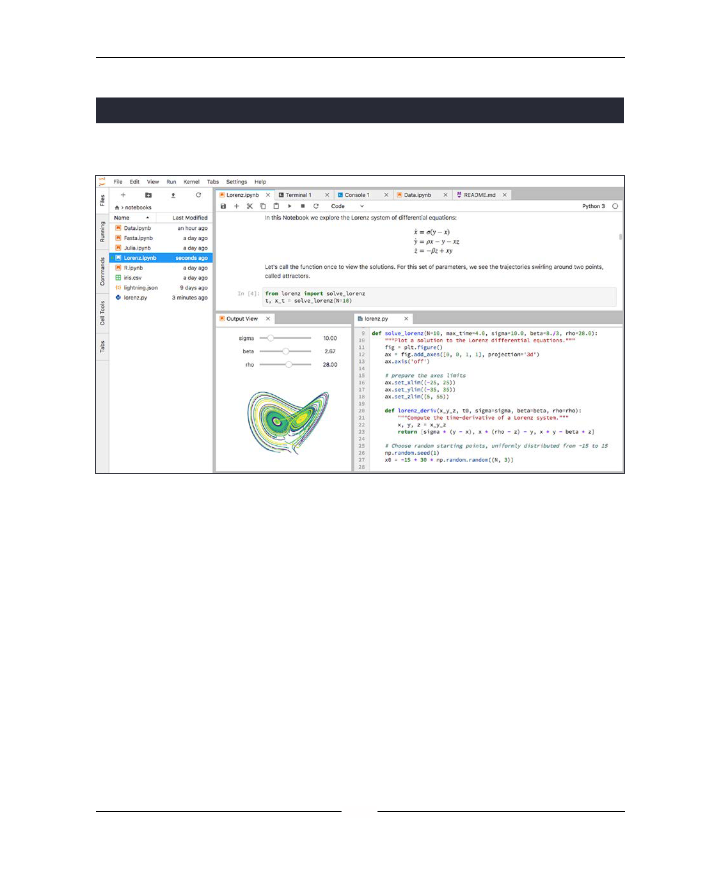 File Edit View Run Kernel Tabs Settings Help
Files
Running
Commands
Cell Tools
Tabs
notebooks
Name Last Modified
Data.ipynb an hour ago
Fasta.ipynb a day ago
Julia.ipynb a day ago
Lorenz.ipynb seconds ago
R.ipynb a day ago
iris.csv a day ago
lightning.json 9 days ago
lorenz.py 3 minutes ago
Lorenz.ipynb × Terminal 1 × Console 1 × Data.ipynb × README.md ×
Code Python 3
In this Notebook we explore the Lorenz system of differential equations:
ẋ = σ(y − x)
ẏ = ρx − y − xz
ż = −βz + xy
Let's call the function once to view the solutions. For this set of parameters, we see the trajectories swirling around two points,
called attractors.
In [4]: from lorenz import solve_lorenz
t, x_t = solve_lorenz(N=10)
Output View ×
sigma 10.00
beta 2.67
rho 28.00
lorenz.py ×
9 def solve_lorenz(N=10, max_time=4.0, sigma=10.0, beta=8./3, rho=28.0):
10 """Plot a solution to the Lorenz differential equations."""
11 fig = plt.figure()
12 ax = fig.add_axes([0, 0, 1, 1], projection='3d')
13 ax.axis('off')
14
15 # prepare the axes limits
16 ax.set_xlim((-25, 25))
17 ax.set_ylim((-35, 35))
18 ax.set_zlim((5, 55))
19
20 def lorenz_deriv(x_y_z, t0, sigma=sigma, beta=beta, rho=rho):
21 """Compute the time-derivative of a Lorenz system."""
22 x, y, z = x_y_z
23 return [sigma * (y - x), x * (rho - z) - y, x * y - beta * z]
24
25 # Choose random starting points, uniformly distributed from -15 to 15
26 np.random.seed(1)
27 x0 = -15 + 30 * np.random.random((N, 3))
28